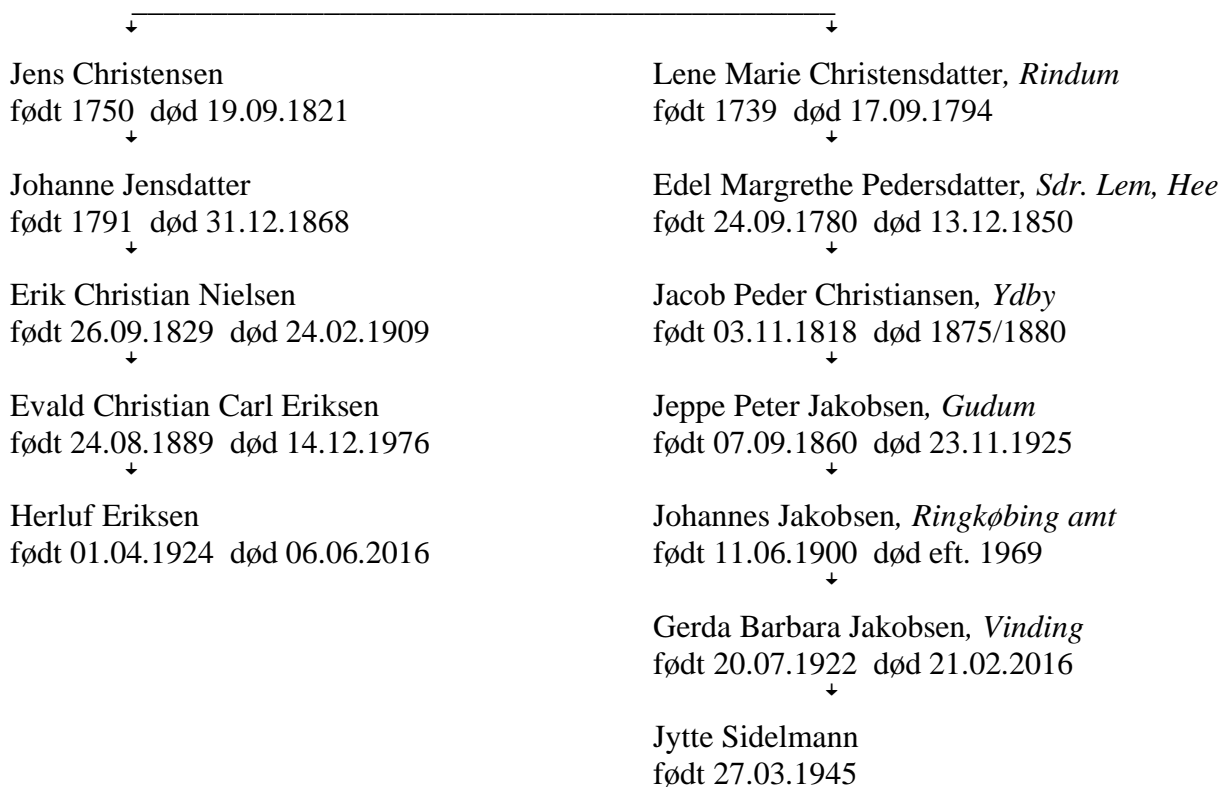 Jens Christensen
født 1750 død 19.09.1821
Johanne Jensdatter
født 1791 død 31.12.1868
Erik Christian Nielsen
født 26.09.1829 død 24.02.1909
Evald Christian Carl Eriksen
født 24.08.1889 død 14.12.1976
Herluf Eriksen
født 01.04.1924 død 06.06.2016
Lene Marie Christensdatter, Rindum
født 1739 død 17.09.1794
Edel Margrethe Pedersdatter, Sdr. Lem, Hee
født 24.09.1780 død 13.12.1850
Jacob Peder Christiansen, Ydby
født 03.11.1818 død 1875/1880
Jeppe Peter Jakobsen, Gudum
født 07.09.1860 død 23.11.1925
Johannes Jakobsen, Ringkøbing amt
født 11.06.1900 død eft. 1969
Gerda Barbara Jakobsen, Vinding
født 20.07.1922 død 21.02.2016
Jytte Sidelmann
født 27.03.1945